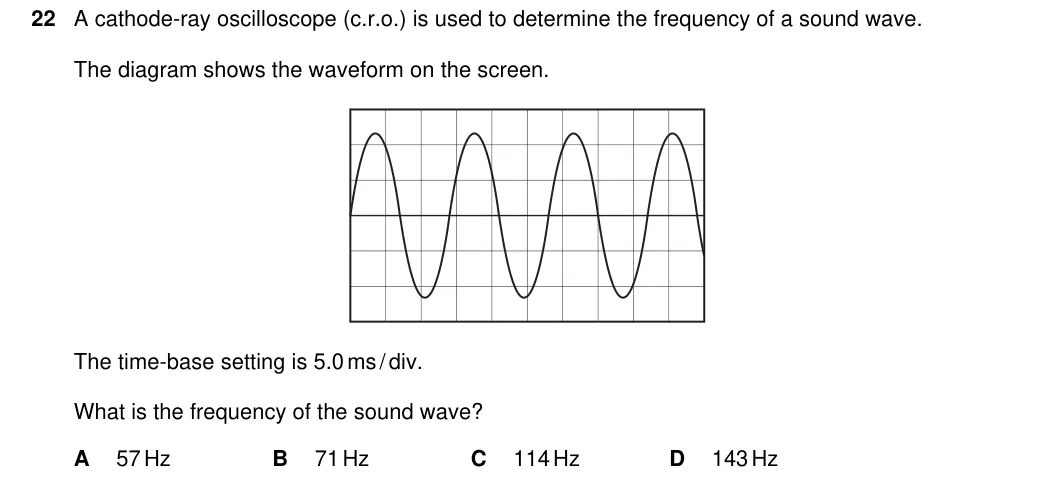 22 A cathode-ray oscilloscope (c.r.o.) is used to determine the frequency of a sound wave.
The diagram shows the waveform on the screen.
The time-base setting is 5.0 ms / div.
What is the frequency of the sound wave?
A 57 Hz B 71 Hz C 114 Hz D 143 Hz